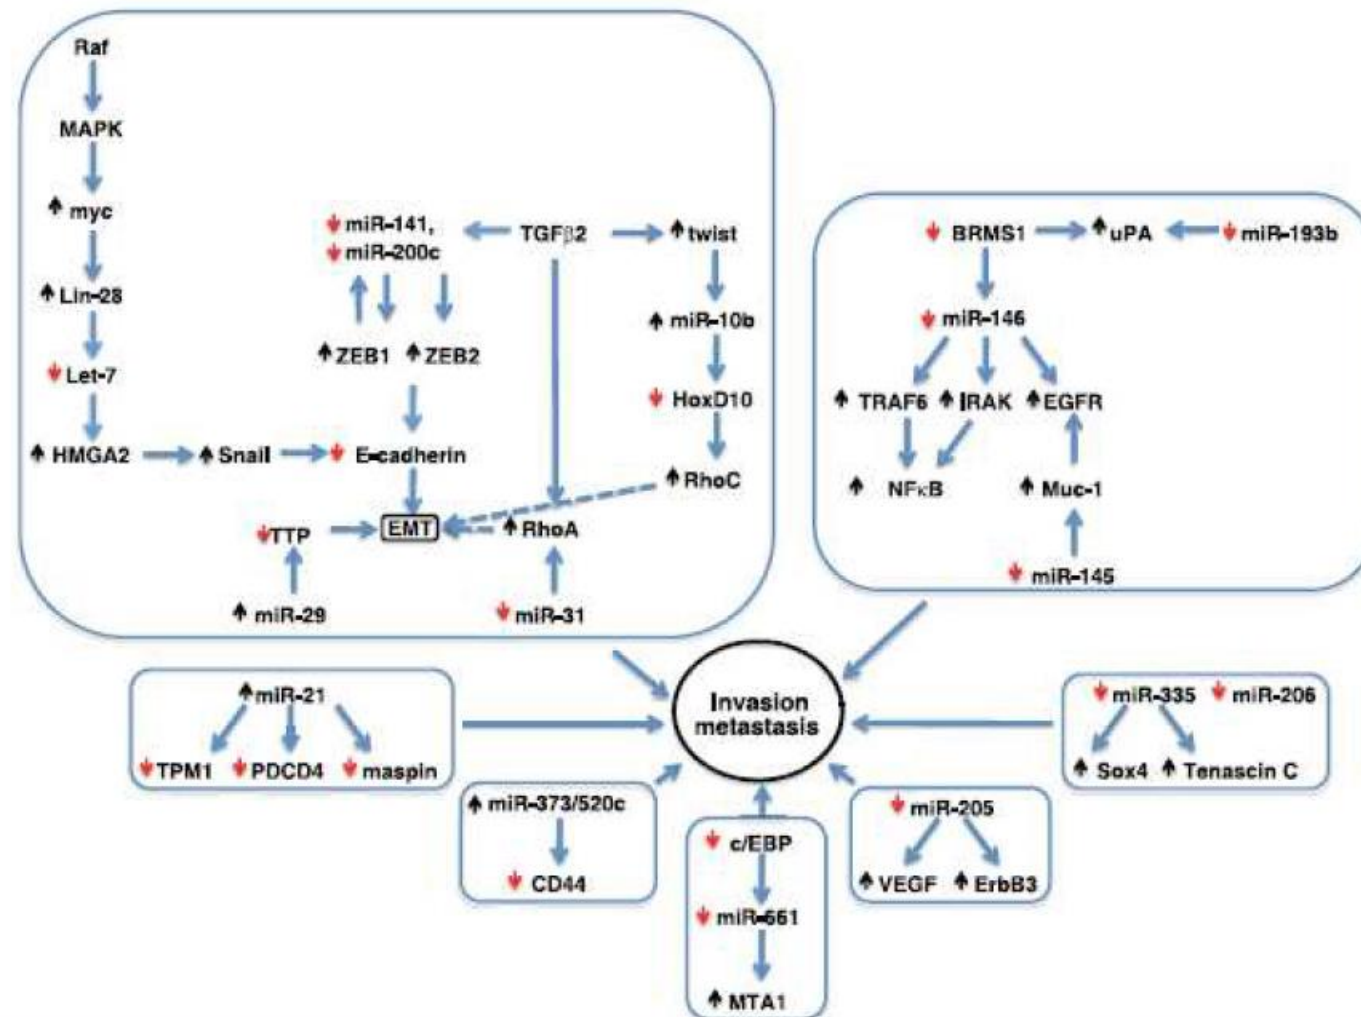 Raf
MAPK
myc
Lin-28
Let-7
HMGA2
Snail
E-cadherin
miR-141,
miR-200c
TGFβ2
twist
ZEB1
ZEB2
miR-10b
HoxD10
RhoC
TTP
EMT
RhoA
miR-29
miR-31
BRMS1
uPA
miR-193b
miR-146
TRAF6
IRAK
EGFR
NFκB
Muc-1
miR-145
Invasion
metastasis
miR-21
TPM1
PDCD4
maspin
miR-373/520c
CD44
c/EBP
miR-661
MTA1
miR-205
VEGF
ErbB3
miR-335
miR-206
Sox4
Tenascin C